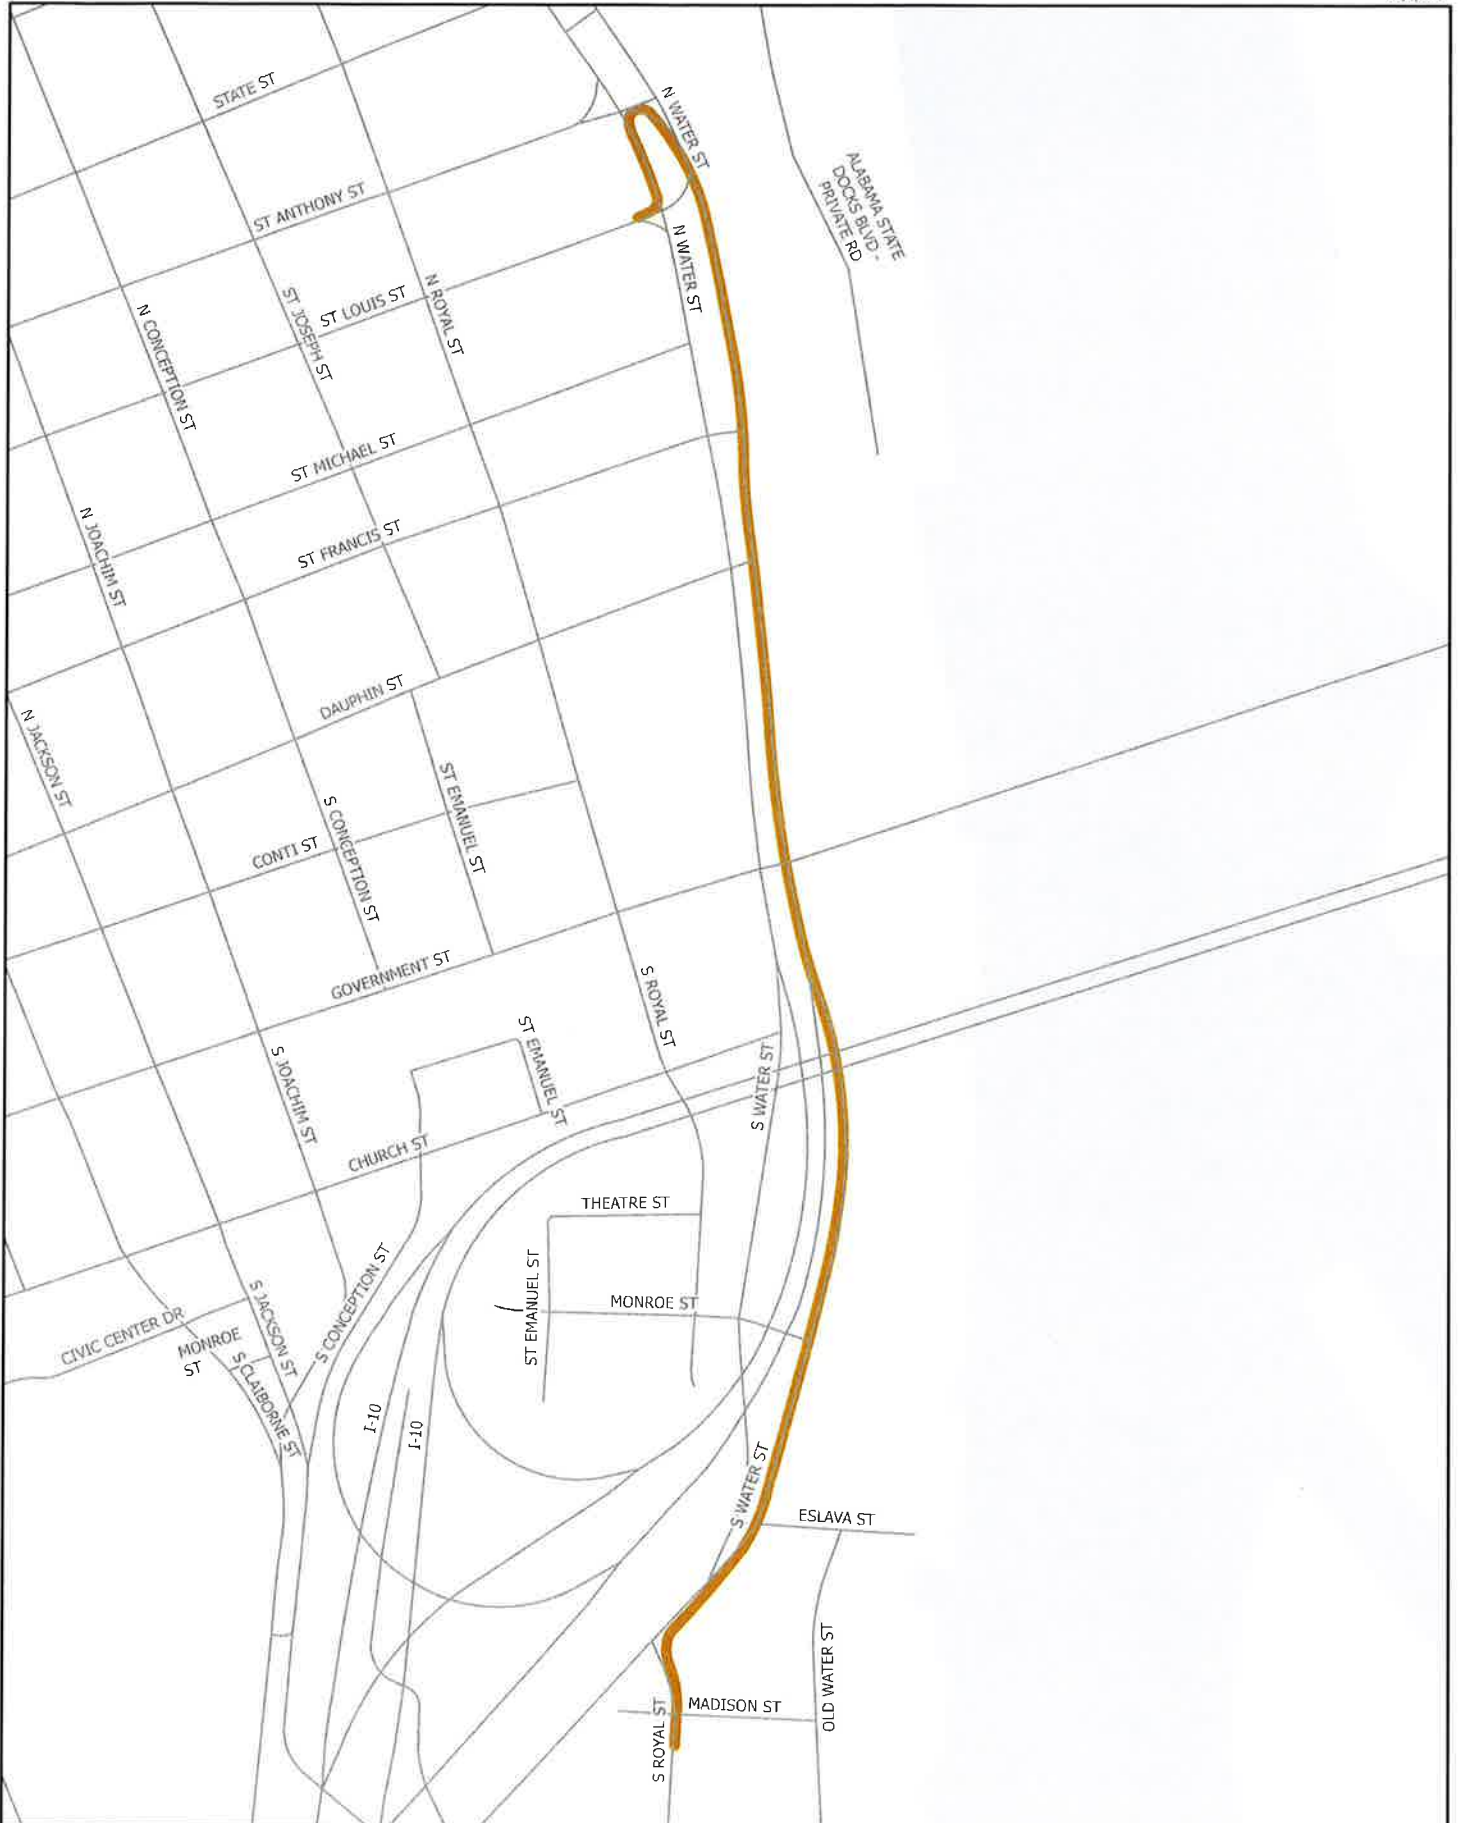 STATE ST
N WATER ST
ALABAMA STATE
DOCKS BLVD -
PRIVATE RD
ST ANTHONY ST
N WATER ST
ST LOUIS ST
N ROYAL ST
ST JOSEPH ST
N CONCEPTION ST
ST MICHAEL ST
ST FRANCIS ST
N JOACHIM ST
DAUPHIN ST
N JACKSON ST
ST EMANUEL ST
S CONCEPTION ST
CONTI ST
GOVERNMENT ST
S ROYAL ST
ST EMANUEL ST
S JOACHIM ST
S WATER ST
CHURCH ST
THEATRE ST
ST EMANUEL ST
S CONCEPTION ST
MONROE ST
S JACKSON ST
CIVIC CENTER DR
MONROE
ST
S CLAIBORNE ST
I-10
I-10
S WATER ST
ESLAVA ST
OLD WATER ST
MADISON ST
S ROYAL ST